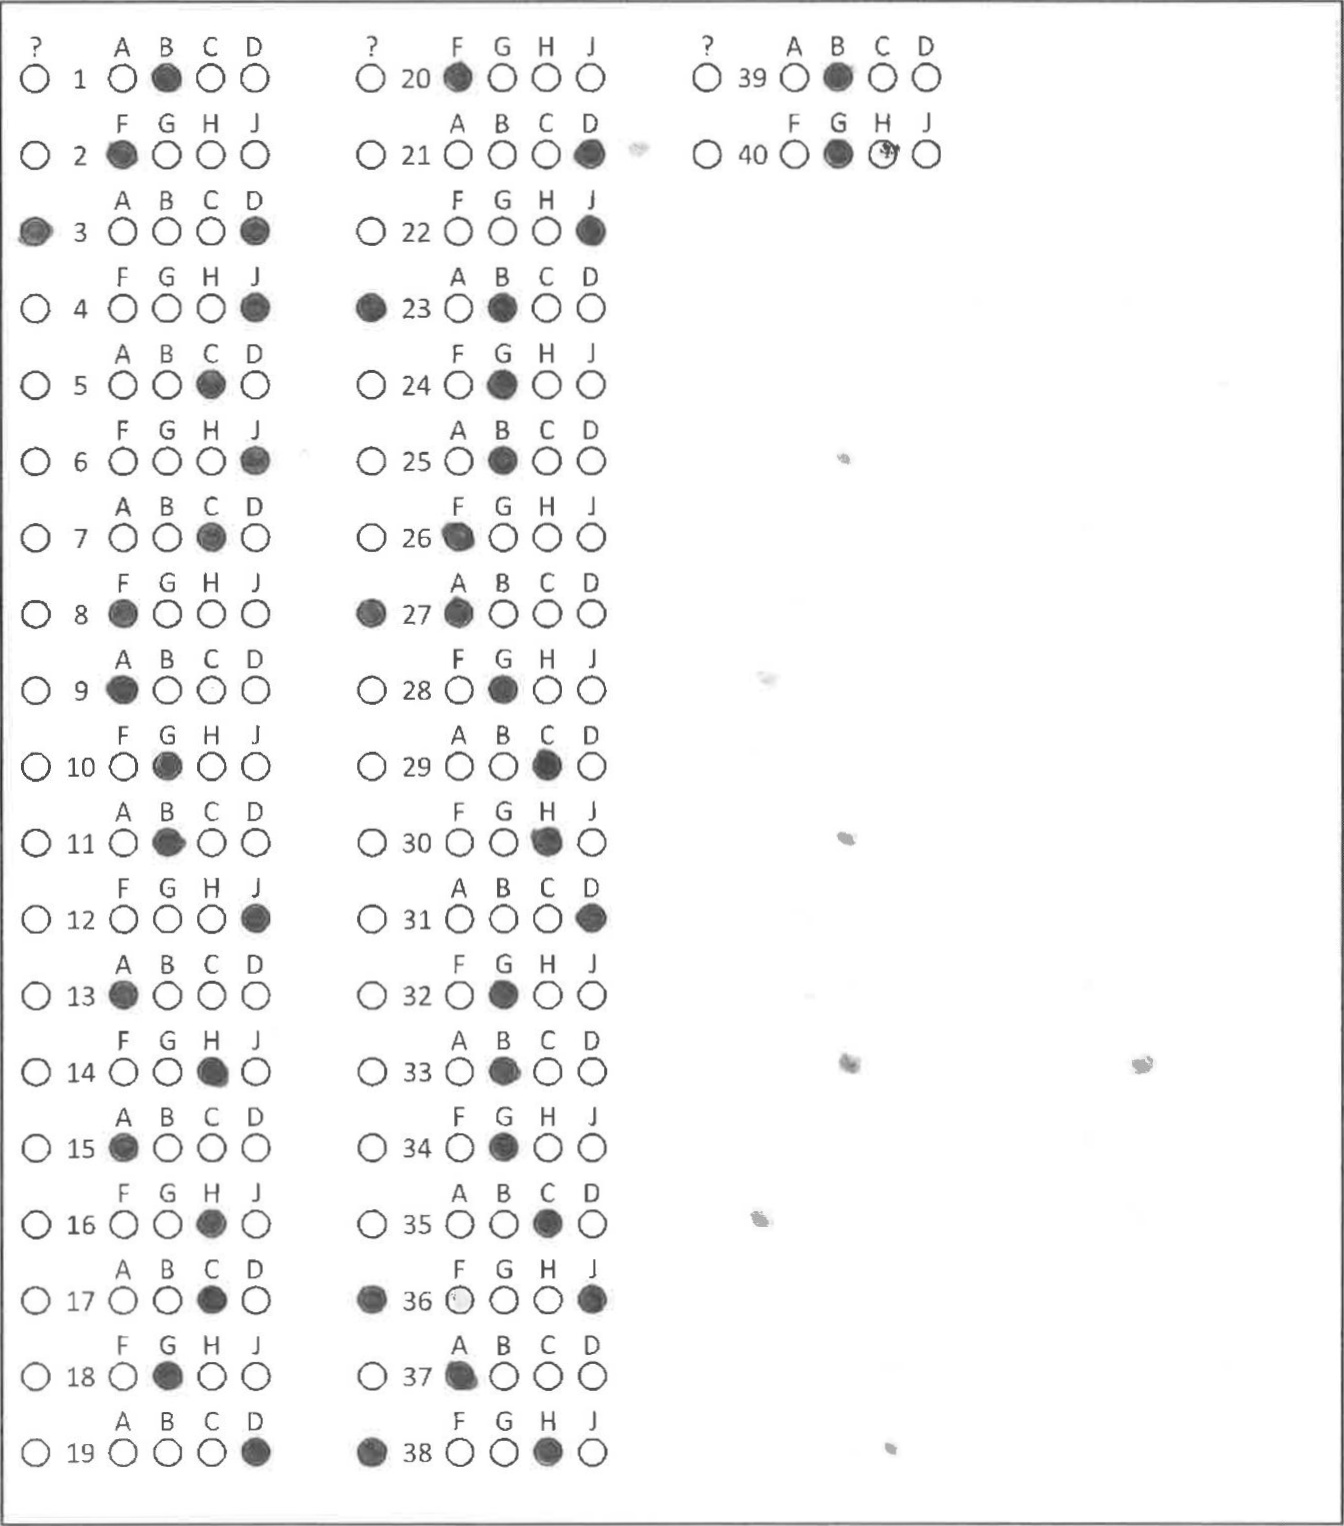 ? A B C D
1
F G H J
2
A B C D
3
F G H J
4
A B C D
5
F G H J
6
A B C D
7
F G H J
8
A B C D
9
F G H J
10
A B C D
11
F G H J
12
A B C D
13
F G H J
14
A B C D
15
F G H J
16
A B C D
17
F G H J
18
A B C D
19
? F G H J
20
A B C D
21
F G H J
22
A B C D
23
F G H J
24
A B C D
25
F G H J
26
A B C D
27
F G H J
28
A B C D
29
F G H J
30
A B C D
31
F G H J
32
A B C D
33
F G H J
34
A B C D
35
F G H J
36
A B C D
37
F G H J
38
? A B C D
39
F G H J
40